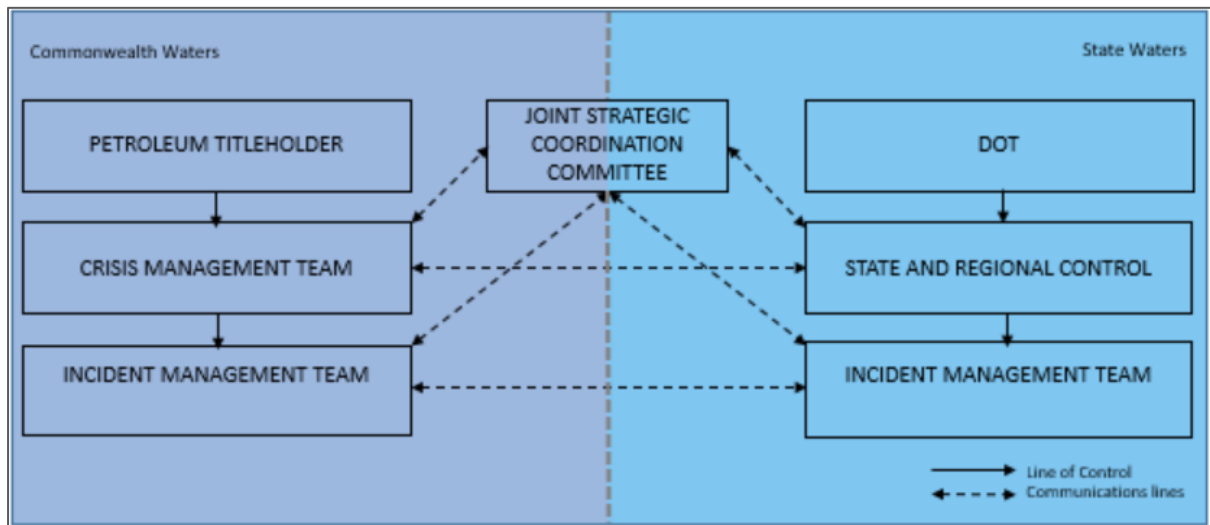 Commonwealth Waters
State Waters
PETROLEUM TITLEHOLDER
JOINT STRATEGIC
COORDINATION
COMMITTEE
DOT
CRISIS MANAGEMENT TEAM
STATE AND REGIONAL CONTROL
INCIDENT MANAGEMENT TEAM
INCIDENT MANAGEMENT TEAM
Line of Control
Communications lines